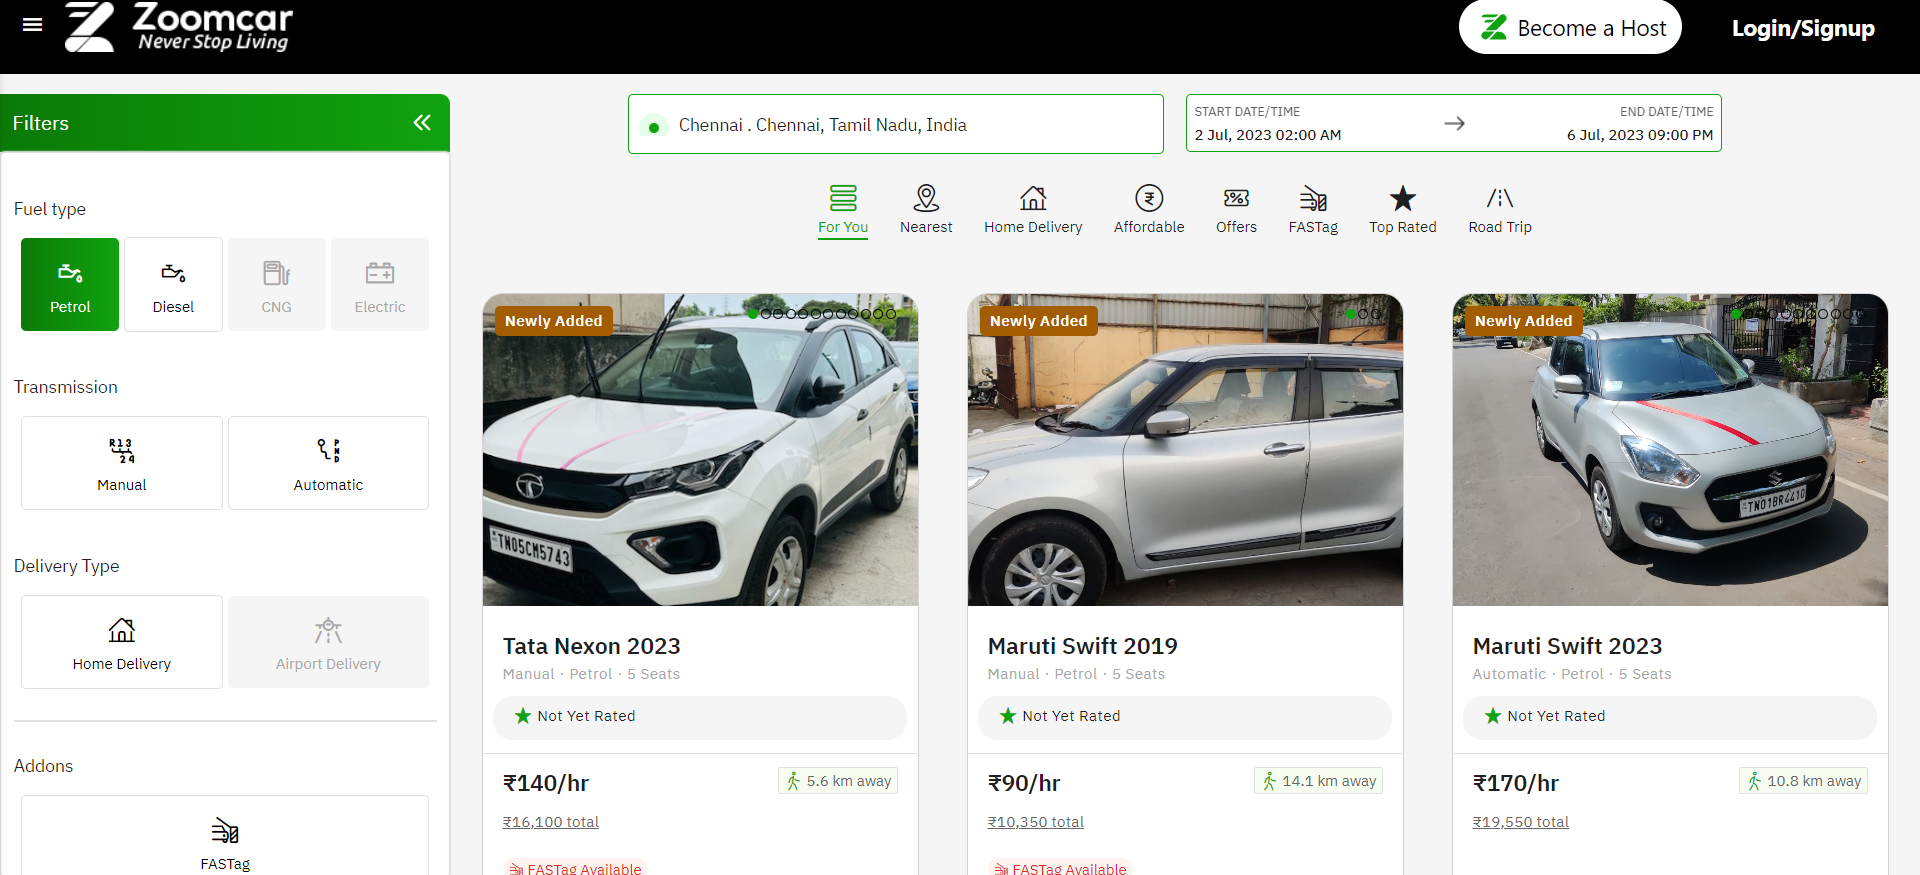 Zoomcar
Never Stop Living
Become a Host
Login/Signup
Filters
Chennai . Chennai, Tamil Nadu, India
START DATE/TIME
2 Jul, 2023 02:00 AM
END DATE/TIME
6 Jul, 2023 09:00 PM
For You
Nearest
Home Delivery
Affordable
Offers
FASTag
Top Rated
Road Trip
Fuel type
Petrol
Diesel
CNG
Electric
Transmission
R13
24
Manual
P
N
D
Automatic
Delivery Type
Home Delivery
Airport Delivery
Addons
FASTag
Newly Added
TN05CM5743
Tata Nexon 2023
Manual · Petrol · 5 Seats
Not Yet Rated
₹140/hr
5.6 km away
₹16,100 total
FASTag Available
Newly Added
Maruti Swift 2019
Manual · Petrol · 5 Seats
Not Yet Rated
₹90/hr
14.1 km away
₹10,350 total
FASTag Available
Newly Added
TN01BR4410
Maruti Swift 2023
Automatic · Petrol · 5 Seats
Not Yet Rated
₹170/hr
10.8 km away
₹19,550 total